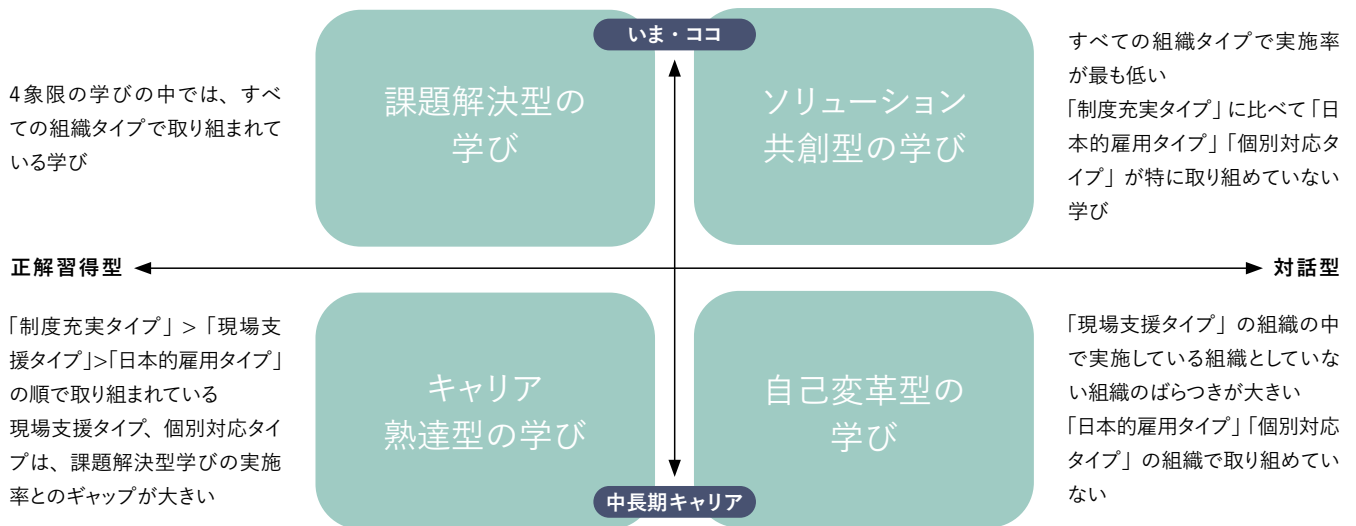 いま・ココ
4象限の学びの中では、すべ
ての組織タイプで取り組まれて
いる学び
課題解決型の
学び
ソリューション
共創型の学び
すべての組織タイプで実施率
が最も低い
「制度充実タイプ」に比べて「日
本的雇用タイプ」「個別対応タ
イプ」が特に取り組めていない
学び
正解習得型
対話型
「制度充実タイプ」>「現場支
援タイプ」>「日本的雇用タイプ」
の順で取り組まれている
現場支援タイプ、個別対応タイ
プは、課題解決型学びの実施
率とのギャップが大きい
キャリア
熟達型の学び
自己変革型の
学び
「現場支援タイプ」の組織の中
で実施している組織としていな
い組織のばらつきが大きい
「日本的雇用タイプ」「個別対応
タイプ」の組織で取り組めてい
ない
中長期キャリア